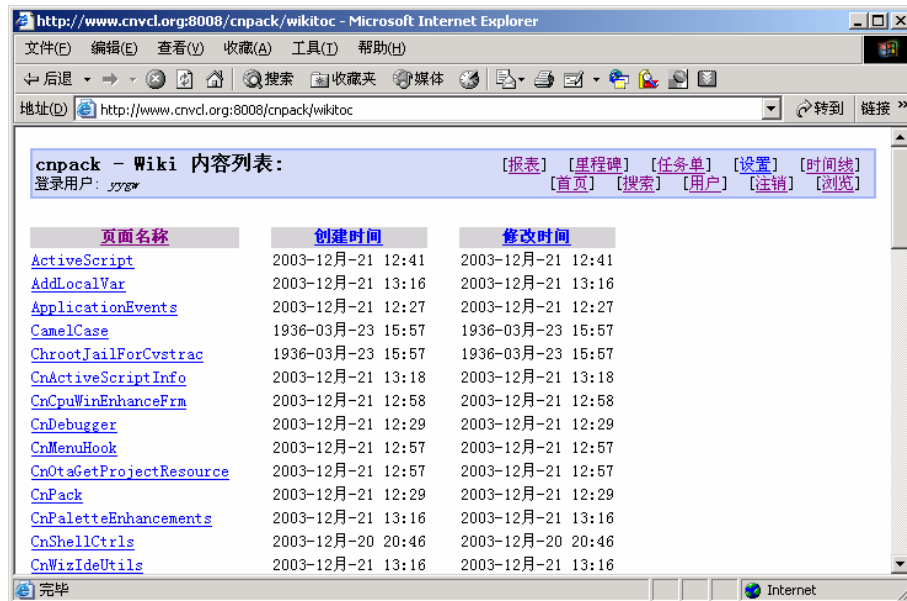 http://www.cnvcl.org:8008/cnpack/wikitoc - Microsoft Internet Explorer
文件(F) 编辑(E) 查看(V) 收藏(A) 工具(T) 帮助(H)
后退 搜索 收藏夹 媒体
地址(D) http://www.cnvcl.org:8008/cnpack/wikitoc 转到 链接 »
cnpack - Wiki 内容列表: [报表] [里程碑] [任务单] [设置] [时间线]
登录用户: yygw [首页] [搜索] [用户] [注销] [浏览]
页面名称 创建时间 修改时间
ActiveScript 2003-12月-21 12:41 2003-12月-21 12:41
AddLocalVar 2003-12月-21 13:16 2003-12月-21 13:16
ApplicationEvents 2003-12月-21 12:27 2003-12月-21 12:27
CamelCase 1936-03月-23 15:57 1936-03月-23 15:57
ChrootJailForCvstrac 1936-03月-23 15:57 1936-03月-23 15:57
CnActiveScriptInfo 2003-12月-21 13:18 2003-12月-21 13:18
CnCpuWinEnhanceFrm 2003-12月-21 12:58 2003-12月-21 12:58
CnDebugger 2003-12月-21 12:29 2003-12月-21 12:29
CnMenuHook 2003-12月-21 12:57 2003-12月-21 12:57
CnOtaGetProjectResource 2003-12月-21 12:57 2003-12月-21 12:57
CnPack 2003-12月-21 12:29 2003-12月-21 12:29
CnPaletteEnhancements 2003-12月-21 13:16 2003-12月-21 13:16
CnShellCtrls 2003-12月-20 20:46 2003-12月-20 20:46
CnWizIdeUtils 2003-12月-21 13:16 2003-12月-21 13:16
完毕 Internet